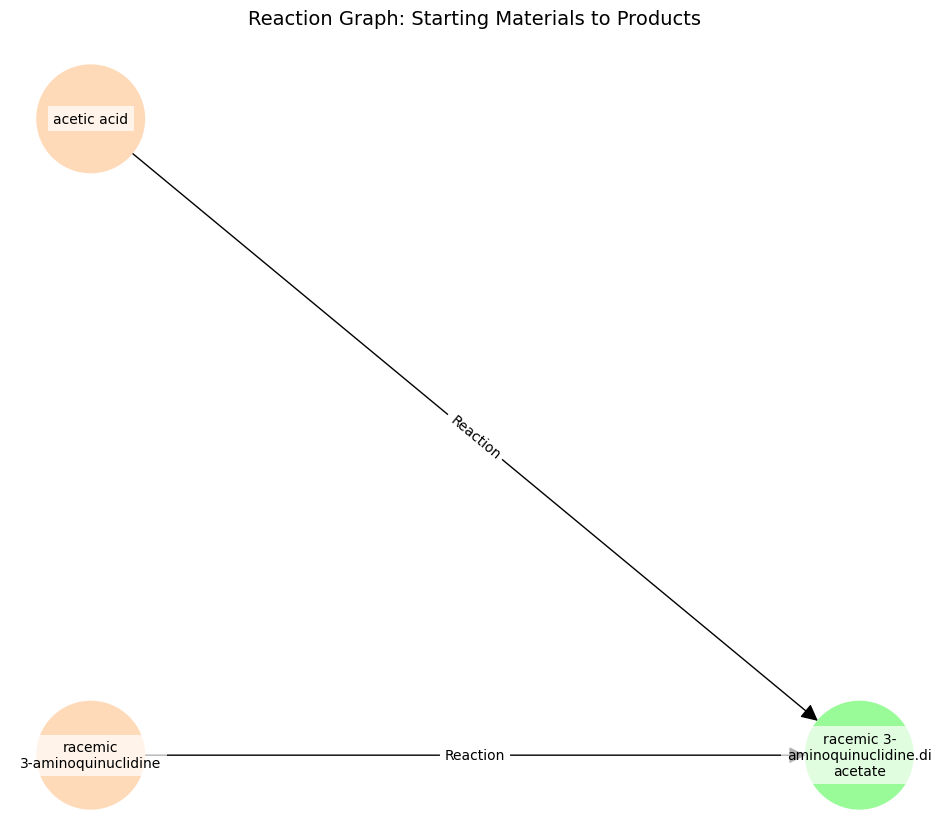 Reaction Graph: Starting Materials to Products
acetic acid
Reaction
racemic
3-aminoquinuclidine
Reaction
racemic 3-
aminoquinuclidine.di
acetate